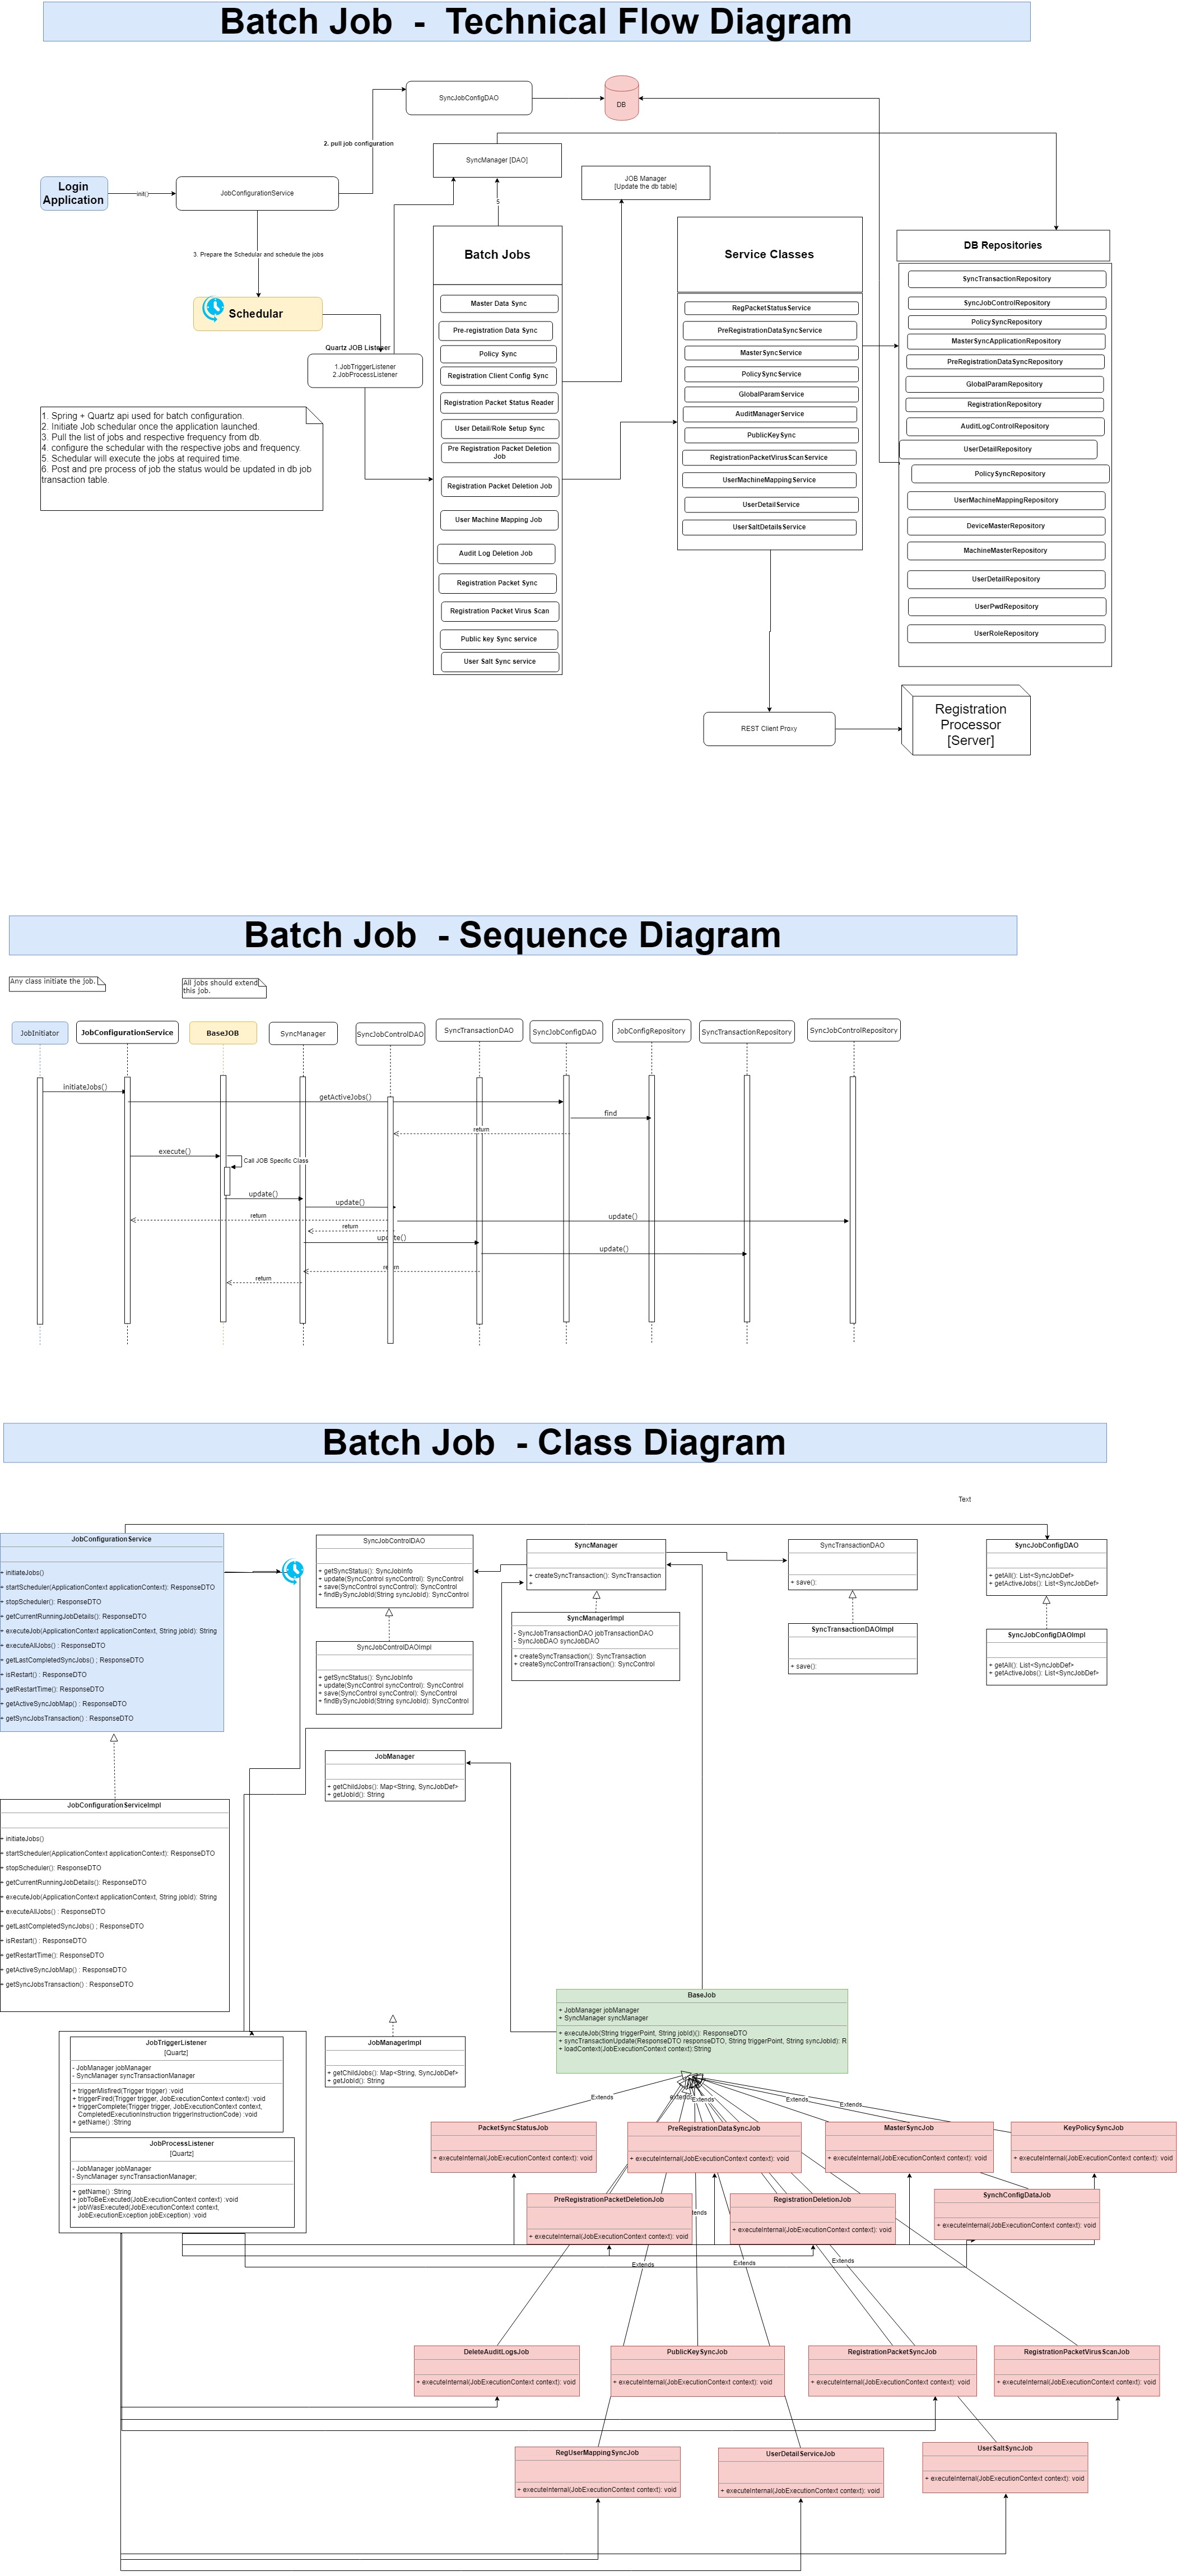 Batch Job - Technical Flow Diagram
SyncJobConfigDAO
DB
2. pull job configuration
SyncManager [DAO]
JOB Manager
[Update the db table]
Login
Application
init()
JobConfigurationService
5
3. Prepare the Schedular and schedule the jobs
Schedular
Quartz JOB Listener
1.JobTriggerListener
2.JobProcessListener
1. Spring + Quartz api used for batch configuration.
2. Initiate Job schedular once the application launched.
3. Pull the list of jobs and respective frequency from db.
4. configure the schedular with the respective jobs and frequency.
5. Schedular will execute the jobs at required time.
6. Post and pre process of job the status would be updated in db job
transaction table.
Batch Jobs
Master Data Sync
Pre-registration Data Sync
Policy Sync
Registration Client Config Sync
Registration Packet Status Reader
User Detail/Role Setup Sync
Pre Registration Packet Deletion
Job
Registration Packet Deletion Job
User Machine Mapping Job
Audit Log Deletion Job
Registration Packet Sync
Registration Packet Virus Scan
Public key Sync service
User Salt Sync service
Service Classes
RegPacketStatusService
PreRegistrationDataSyncService
MasterSyncService
PolicySyncService
GlobalParamService
AuditManagerService
PublicKeySync
RegistrationPacketVirusScanService
UserMachineMappingService
UserDetailService
UserSaltDetailsService
DB Repositories
SyncTransactionRepository
SyncJobControlRepository
PolicySyncRepository
MasterSyncApplicationRepository
PreRegistrationDataSyncRepository
GlobalParamRepository
RegistrationRepository
AuditLogControlRepository
UserDetailRepository
PolicySyncRepository
UserMachineMappingRepository
DeviceMasterRepository
MachineMasterRepository
UserDetailRepository
UserPwdRepository
UserRoleRepository
REST Client Proxy
Registration
Processor
[Server]
Batch Job - Sequence Diagram
Any class initiate the job.
All jobs should extend
this job.
JobInitiator
JobConfigurationService
BaseJOB
SyncManager
SyncJobControlDAO
SyncTransactionDAO
SyncJobConfigDAO
JobConfigRepository
SyncTransactionRepository
SyncJobControlRepository
initiateJobs()
getActiveJobs()
find
return
execute()
Call JOB Specific Class
update()
update()
return
update()
return
update()
update()
return
return
Batch Job - Class Diagram
Text
JobConfigurationService
+ initiateJobs()
+ startScheduler(ApplicationContext applicationContext): ResponseDTO
+ stopScheduler(): ResponseDTO
+ getCurrentRunningJobDetails(): ResponseDTO
+ executeJob(ApplicationContext applicationContext, String jobId): String
+ executeAllJobs() : ResponseDTO
+ getLastCompletedSyncJobs() ; ResponseDTO
+ isRestart() : ResponseDTO
+ getRestartTime(): ResponseDTO
+ getActiveSyncJobMap() : ResponseDTO
+ getSyncJobsTransaction() : ResponseDTO
SyncJobControlDAO
+ getSyncStatus(): SyncJobInfo
+ update(SyncControl syncControl): SyncControl
+ save(SyncControl syncControl): SyncControl
+ findBySyncJobId(String syncJobId): SyncControl
SyncManager
+ createSyncTransaction(): SyncTransaction
+
SyncTransactionDAO
+ save():
SyncJobConfigDAO
+ getAll(): List<SyncJobDef>
+ getActiveJobs(): List<SyncJobDef>
SyncJobControlDAOImpl
+ getSyncStatus(): SyncJobInfo
+ update(SyncControl syncControl): SyncControl
+ save(SyncControl syncControl): SyncControl
+ findBySyncJobId(String syncJobId): SyncControl
SyncManagerImpl
- SyncJobTransactionDAO jobTransactionDAO
- SyncJobDAO syncJobDAO
+ createSyncTransaction(): SyncTransaction
+ createSyncControlTransaction(): SyncControl
SyncTransactionDAOImpl
+ save():
SyncJobConfigDAOImpl
+ getAll(): List<SyncJobDef>
+ getActiveJobs(): List<SyncJobDef>
JobManager
+ getChildJobs(): Map<String, SyncJobDef>
+ getJobId(): String
JobConfigurationServiceImpl
+ initiateJobs()
+ startScheduler(ApplicationContext applicationContext): ResponseDTO
+ stopScheduler(): ResponseDTO
+ getCurrentRunningJobDetails(): ResponseDTO
+ executeJob(ApplicationContext applicationContext, String jobId): String
+ executeAllJobs() : ResponseDTO
+ getLastCompletedSyncJobs() ; ResponseDTO
+ isRestart() : ResponseDTO
+ getRestartTime(): ResponseDTO
+ getActiveSyncJobMap() : ResponseDTO
+ getSyncJobsTransaction() : ResponseDTO
BaseJob
+ JobManager jobManager
+ SyncManager syncManager
+ executeJob(String triggerPoint, String jobId)(): ResponseDTO
+ syncTransactionUpdate(ResponseDTO responseDTO, String triggerPoint, String syncJobId): R
+ loadContext(JobExecutionContext context):String
JobTriggerListener
[Quartz]
- JobManager jobManager
- SyncManager syncTransactionManager
+ triggerMisfired(Trigger trigger) :void
+ triggerFired(Trigger trigger, JobExecutionContext context) :void
+ triggerComplete(Trigger trigger, JobExecutionContext context,
CompletedExecutionInstruction triggerInstructionCode) :void
+ getName() :String
JobManagerImpl
+ getChildJobs(): Map<String, SyncJobDef>
+ getJobId(): String
JobProcessListener
[Quartz]
- JobManager jobManager
- SyncManager syncTransactionManager;
+ getName() :String
+ jobToBeExecuted(JobExecutionContext context) :void
+ jobWasExecuted(JobExecutionContext context,
JobExecutionException jobException) :void
Extends
Extends
Extends
Extends
PacketSyncStatusJob
+ executeInternal(JobExecutionContext context): void
PreRegistrationDataSyncJob
+ executeInternal(JobExecutionContext context): void
MasterSyncJob
+ executeInternal(JobExecutionContext context): void
KeyPolicySyncJob
+ executeInternal(JobExecutionContext context): void
PreRegistrationPacketDeletionJob
+ executeInternal(JobExecutionContext context): void
RegistrationDeletionJob
+ executeInternal(JobExecutionContext context): void
SynchConfigDataJob
+ executeInternal(JobExecutionContext context): void
Extends
Extends
Extends
DeleteAuditLogsJob
+ executeInternal(JobExecutionContext context): void
PublicKeySyncJob
+ executeInternal(JobExecutionContext context): void
RegistrationPacketSyncJob
+ executeInternal(JobExecutionContext context): void
RegistrationPacketVirusScanJob
+ executeInternal(JobExecutionContext context): void
RegUserMappingSyncJob
+ executeInternal(JobExecutionContext context): void
UserDetailServiceJob
+ executeInternal(JobExecutionContext context): void
UserSaltSyncJob
+ executeInternal(JobExecutionContext context): void